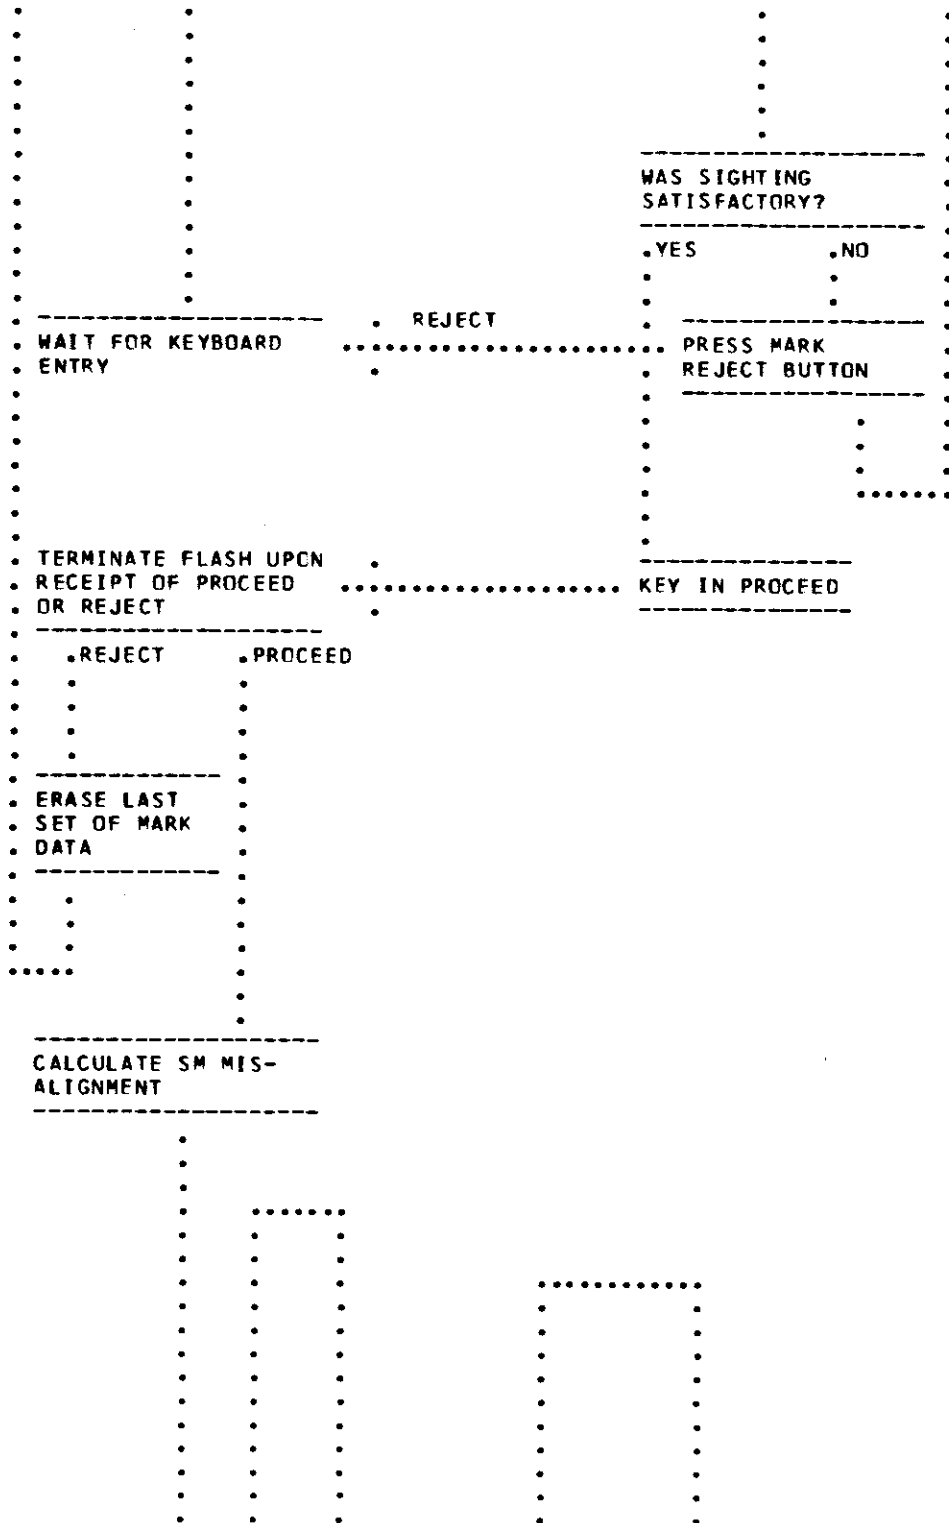 WAS SIGHTING
SATISFACTORY?
YES NO
REJECT
WAIT FOR KEYBOARD
ENTRY
PRESS MARK
REJECT BUTTON
TERMINATE FLASH UPON
RECEIPT OF PROCEED
OR REJECT
KEY IN PROCEED
REJECT PROCEED
ERASE LAST
SET OF MARK
DATA
CALCULATE SM MIS-
ALIGNMENT